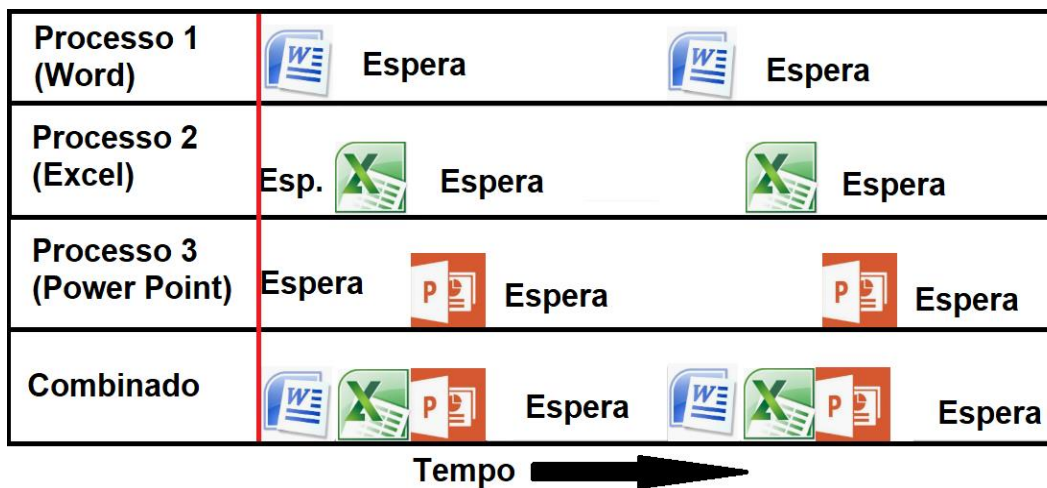 Processo 1
(Word)
W Espera W Espera
Processo 2
(Excel)
Esp. X Espera X Espera
Processo 3
(Power Point)
Espera P Espera P Espera
Combinado
W X P Espera W X P Espera
Tempo